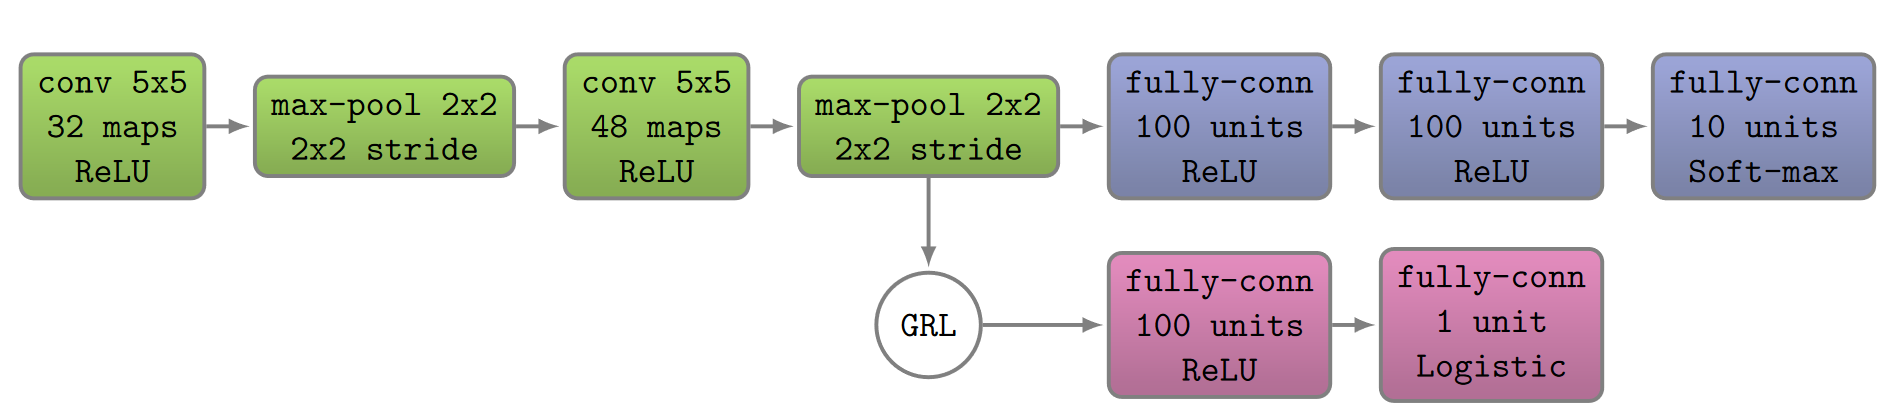 conv 5x5
32 maps
ReLU
max-pool 2x2
2x2 stride
conv 5x5
48 maps
ReLU
max-pool 2x2
2x2 stride
fully-conn
100 units
ReLU
fully-conn
100 units
ReLU
fully-conn
10 units
Soft-max
GRL
fully-conn
100 units
ReLU
fully-conn
1 unit
Logistic